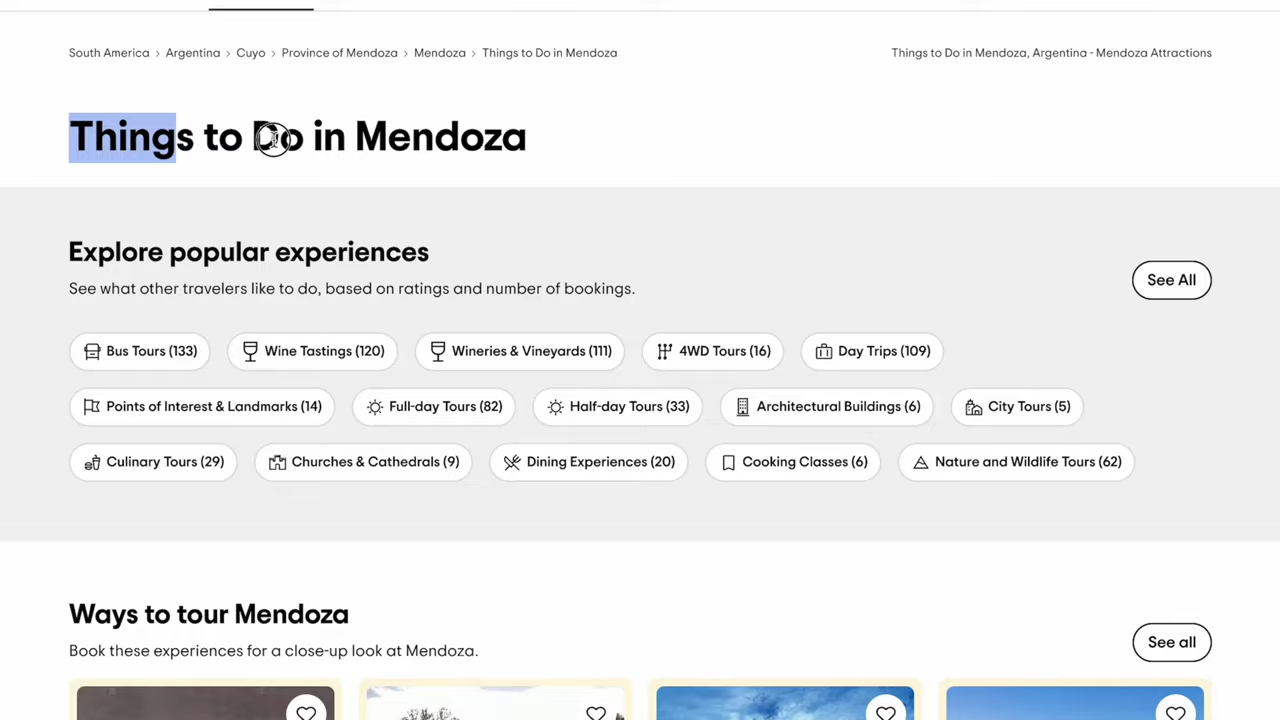 South America › Argentina › Cuyo › Province of Mendoza › Mendoza › Things to Do in Mendoza
Things to Do in Mendoza, Argentina - Mendoza Attractions
Things to Do in Mendoza
Explore popular experiences
See what other travelers like to do, based on ratings and number of bookings.
See All
Bus Tours (133) Wine Tastings (120) Wineries & Vineyards (111) 4WD Tours (16) Day Trips (109)
Points of Interest & Landmarks (14) Full-day Tours (82) Half-day Tours (33) Architectural Buildings (6) City Tours (5)
Culinary Tours (29) Churches & Cathedrals (9) Dining Experiences (20) Cooking Classes (6) Nature and Wildlife Tours (62)
Ways to tour Mendoza
Book these experiences for a close-up look at Mendoza.
See all